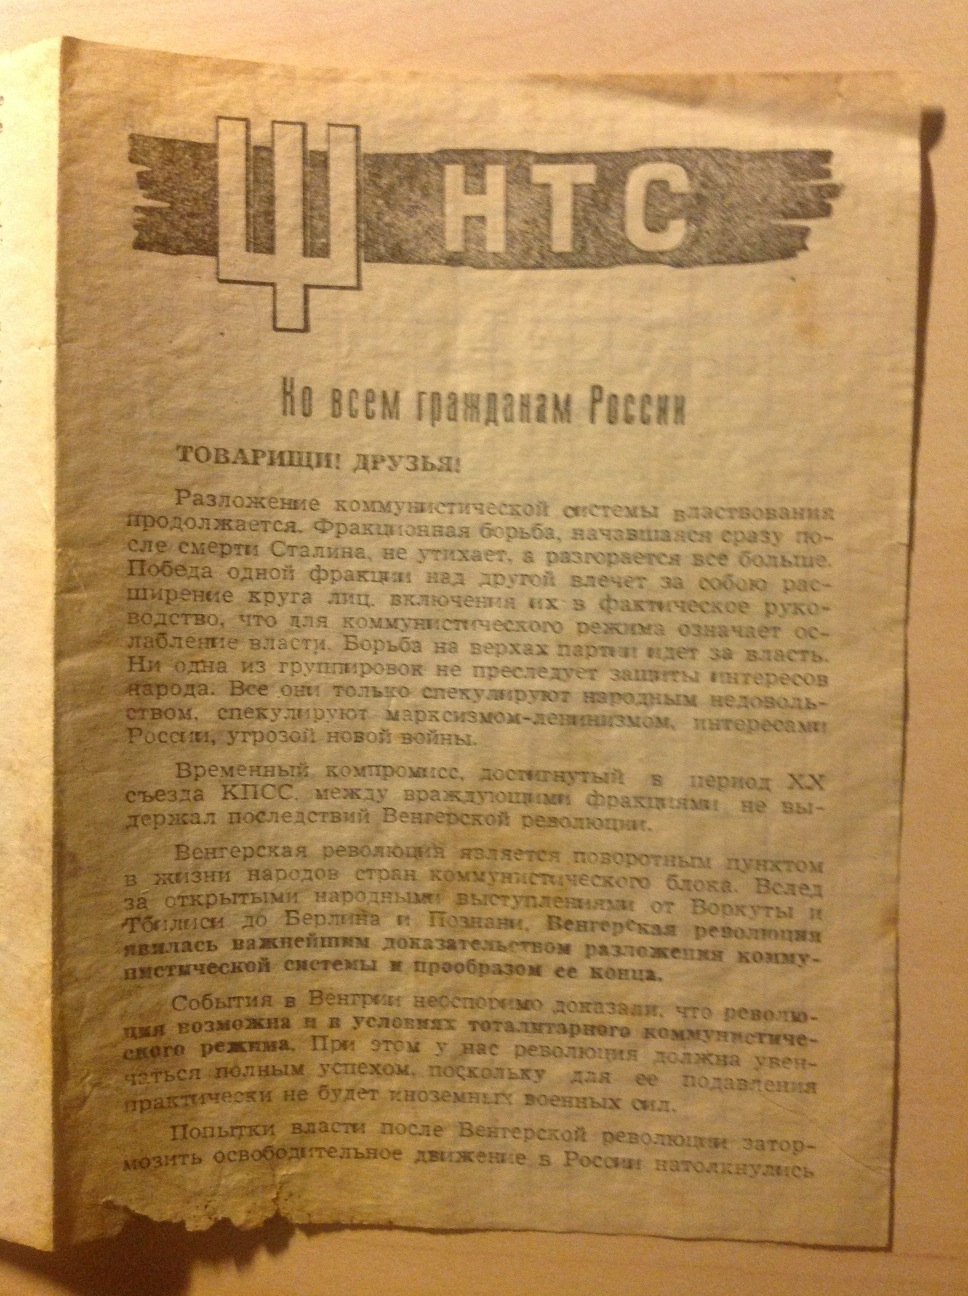 НТС
Ко всем гражданам России
ТОВАРИЩИ! ДРУЗЬЯ!
Разложение коммунистической системы властвования
продолжается. Фракционная борьба, начавшаяся сразу по-
сле смерти Сталина, не утихает, а разгорается все больше.
Победа одной фракции над другой влечет за собою рас-
ширение круга лиц, включения их в фактическое руко-
водство, что для коммунистического режима означает ос-
лабление власти. Борьба на верхах партии идет за власть.
Ни одна из группировок не преследует защиты интересов
народа. Все они только спекулируют народным недоволь-
ством, спекулируют марксизмом-ленинизмом, интересами
России, угрозой новой войны.
Временный компромисс, достигнутый в период XX
съезда КПСС, между враждующими фракциями не вы-
держал последствий Венгерской революции.
Венгерская революция является поворотным пунктом
в жизни народов стран коммунистического блока. Вслед
за открытыми народными выступлениями от Воркуты и
Тбилиси до Берлина и Познани, Венгерская революция
явилась важнейшим доказательством разложения комму-
нистической системы и прообразом ее конца.
События в Венгрии неоспоримо доказали, что револю-
ция возможна и в условиях тоталитарного коммунистиче-
ского режима. При этом у нас революция должна увен-
чаться полным успехом, поскольку для ее подавления
практически не будет иноземных военных сил.
Попытки власти после Венгерской революции затор-
мозить освободительное движение в России натолкнулись